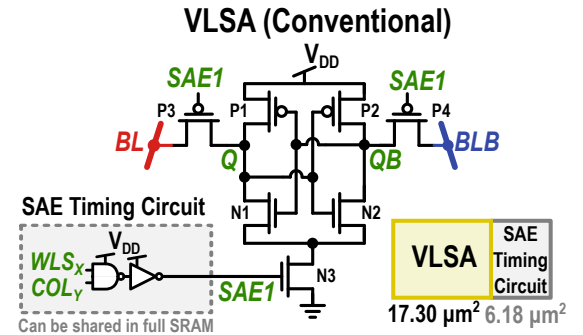 VLSA (Conventional)
VDD
SAE1
SAE1
P3
P1
P2
P4
BL
Q
QB
BLB
N1
N2
SAE Timing Circuit
VDD
WLSX
COLY
SAE1
N3
Can be shared in full SRAM
VLSA
SAE
Timing
Circuit
17.30 µm²
6.18 µm²